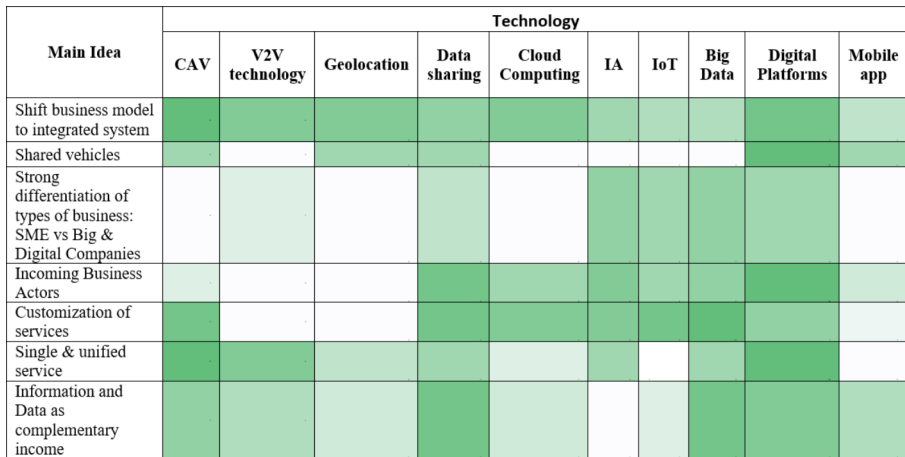 Technology
Main Idea
CAV
V2V
technology
Geolocation
Data
sharing
Cloud
Computing
IA
IoT
Big
Data
Digital
Platforms
Mobile
app
Shift business model
to integrated system
Shared vehicles
Strong
differentiation of
types of business:
SME vs Big &
Digital Companies
Incoming Business
Actors
Customization of
services
Single & unified
service
Information and
Data as
complementary
income